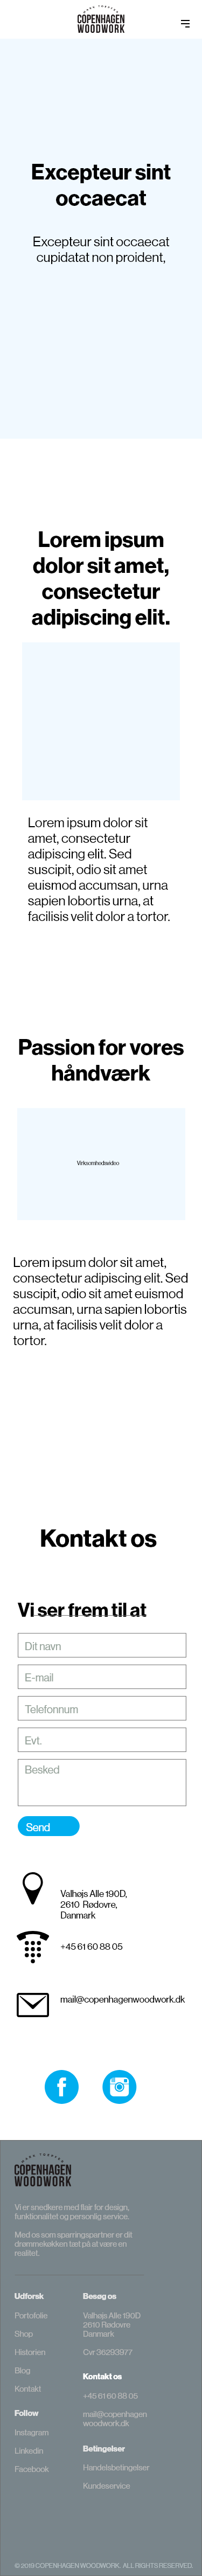 COPENHAGEN
WOODWORK
Excepteur sint
occaecat
Excepteur sint occaecat
cupidatat non proident,
Lorem ipsum
dolor sit amet,
consectetur
adipiscing elit.
Lorem ipsum dolor sit
amet, consectetur
adipiscing elit. Sed
suscipit, odio sit amet
euismod accumsan, urna
sapien lobortis urna, at
facilisis velit dolor a tortor.
Passion for vores
håndværk
Virksomhedsvideo
Lorem ipsum dolor sit amet,
consectetur adipiscing elit. Sed
suscipit, odio sit amet euismod
accumsan, urna sapien lobortis
urna, at facilisis velit dolor a
tortor.
Kontakt os
Vi ser frem til at
Dit navn
E-mail
Telefonnum
Evt.
Besked
Send
Valhøjs Alle 190D,
2610 Rødovre,
Danmark
+45 61 60 88 05
mail@copenhagenwoodwork.dk
COPENHAGEN
WOODWORK
Vi er snedkere med flair for design,
funktionalitet og personlig service.
Med os som sparringspartner er dit
drømmekøkken tæt på at være en
realitet.
Udforsk
Portofolie
Shop
Historien
Blog
Kontakt
Follow
Instagram
Linkedin
Facebook
Besøg os
Valhøjs Alle 190D
2610 Rødovre
Danmark
Cvr 36293977
Kontakt os
+45 61 60 88 05
mail@copenhagen
woodwork.dk
Betingelser
Handelsbetingelser
Kundeservice
© 2019 COPENHAGEN WOODWORK. ALL RIGHTS RESERVED.